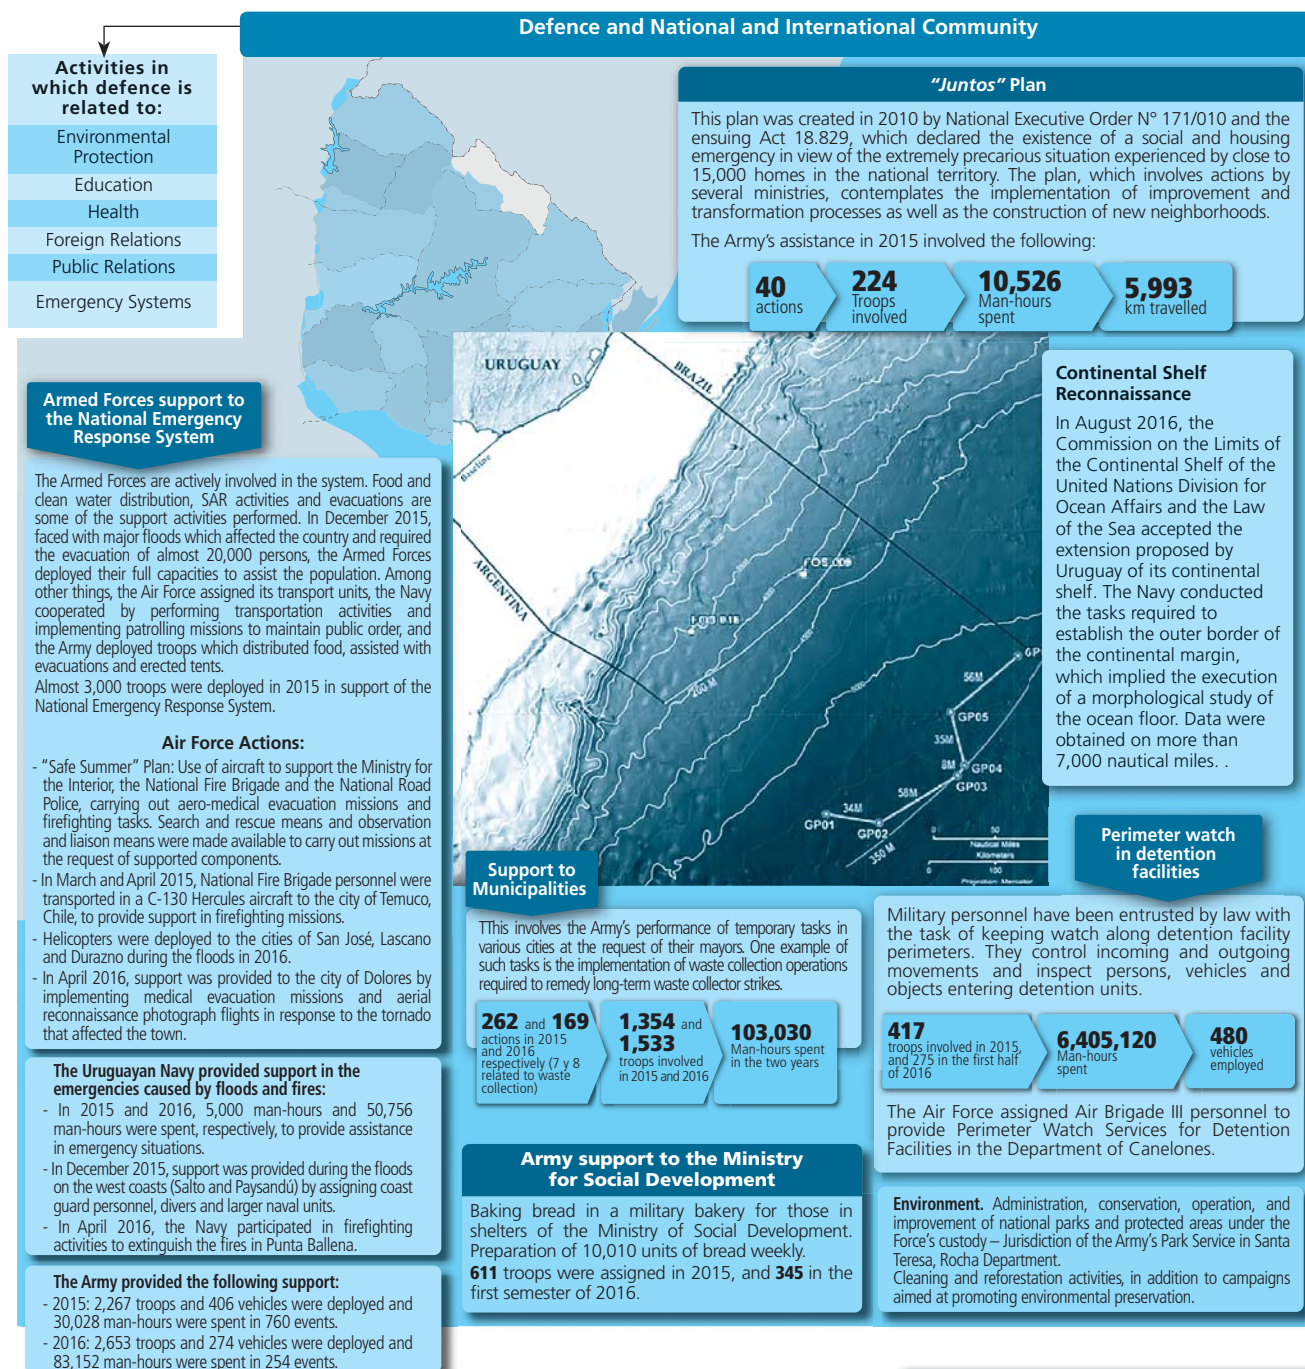 Defence and National and International Community
Activities in
which defence is
related to:
Environmental
Protection
Education
Health
Foreign Relations
Public Relations
Emergency Systems
"Juntos" Plan
This plan was created in 2010 by National Executive Order N° 171/010 and the
ensuing Act 18.829, which declared the existence of a social and housing
emergency in view of the extremely precarious situation experienced by close to
15,000 homes in the national territory. The plan, which involves actions by
several ministries, contemplates the implementation of improvement and
transformation processes as well as the construction of new neighborhoods.
The Army's assistance in 2015 involved the following:
40
actions
224
Troops
involved
10,526
Man-hours
spent
5,993
km travelled
URUGUAY
BRAZIL
Baseline
ARGENTINA
FOS 009
200 M
GP05
GP04
GP03
GP02
GP01
56M
35M
8M
58M
34M
350 M
0
50
Nautical Miles
Kilometers
0
100
Projection: Mercator
Continental Shelf
Reconnaissance
In August 2016, the
Commission on the Limits of
the Continental Shelf of the
United Nations Division for
Ocean Affairs and the Law
of the Sea accepted the
extension proposed by
Uruguay of its continental
shelf. The Navy conducted
the tasks required to
establish the outer border of
the continental margin,
which implied the execution
of a morphological study of
the ocean floor. Data were
obtained on more than
7,000 nautical miles. .
Armed Forces support to
the National Emergency
Response System
The Armed Forces are actively involved in the system. Food and
clean water distribution, SAR activities and evacuations are
some of the support activities performed. In December 2015,
faced with major floods which affected the country and required
the evacuation of almost 20,000 persons, the Armed Forces
deployed their full capacities to assist the population. Among
other things, the Air Force assigned its transport units, the Navy
cooperated by performing transportation activities and
implementing patrolling missions to maintain public order, and
the Army deployed troops which distributed food, assisted with
evacuations and erected tents.
Almost 3,000 troops were deployed in 2015 in support of the
National Emergency Response System.
Air Force Actions:
- "Safe Summer" Plan: Use of aircraft to support the Ministry for
the Interior, the National Fire Brigade and the National Road
Police, carrying out aero-medical evacuation missions and
firefighting tasks. Search and rescue means and observation
and liaison means were made available to carry out missions at
the request of supported components.
- In March and April 2015, National Fire Brigade personnel were
transported in a C-130 Hercules aircraft to the city of Temuco,
Chile, to provide support in firefighting missions.
- Helicopters were deployed to the cities of San José, Lascano
and Durazno during the floods in 2016.
- In April 2016, support was provided to the city of Dolores by
implementing medical evacuation missions and aerial
reconnaissance photograph flights in response to the tornado
that affected the town.
The Uruguayan Navy provided support in the
emergencies caused by floods and fires:
- In 2015 and 2016, 5,000 man-hours and 50,756
man-hours were spent, respectively, to provide assistance
in emergency situations.
- In December 2015, support was provided during the floods
on the west coasts (Salto and Paysandú) by assigning coast
guard personnel, divers and larger naval units.
- In April 2016, the Navy participated in firefighting
activities to extinguish the fires in Punta Ballena.
The Army provided the following support:
- 2015: 2,267 troops and 406 vehicles were deployed and
30,028 man-hours were spent in 760 events.
- 2016: 2,653 troops and 274 vehicles were deployed and
83,152 man-hours were spent in 254 events.
Support to
Municipalities
TThis involves the Army's performance of temporary tasks in
various cities at the request of their mayors. One example of
such tasks is the implementation of waste collection operations
required to remedy long-term waste collector strikes.
262 and 169
actions in 2015
and 2016
respectively (7 y 8
related to waste
collection)
1,354 and
1,533
troops involved
in 2015 and 2016
103,030
Man-hours spent
in the two years
Army support to the Ministry
for Social Development
Baking bread in a military bakery for those in
shelters of the Ministry of Social Development.
Preparation of 10,010 units of bread weekly.
611 troops were assigned in 2015, and 345 in the
first semester of 2016.
Perimeter watch
in detention
facilities
Military personnel have been entrusted by law with
the task of keeping watch along detention facility
perimeters. They control incoming and outgoing
movements and inspect persons, vehicles and
objects entering detention units.
417
troops involved in 2015,
and 275 in the first half
of 2016
6,405,120
Man-hours
spent
480
vehicles
employed
The Air Force assigned Air Brigade III personnel to
provide Perimeter Watch Services for Detention
Facilities in the Department of Canelones.
Environment. Administration, conservation, operation, and
improvement of national parks and protected areas under the
Force's custody – Jurisdiction of the Army's Park Service in Santa
Teresa, Rocha Department.
Cleaning and reforestation activities, in addition to campaigns
aimed at promoting environmental preservation.